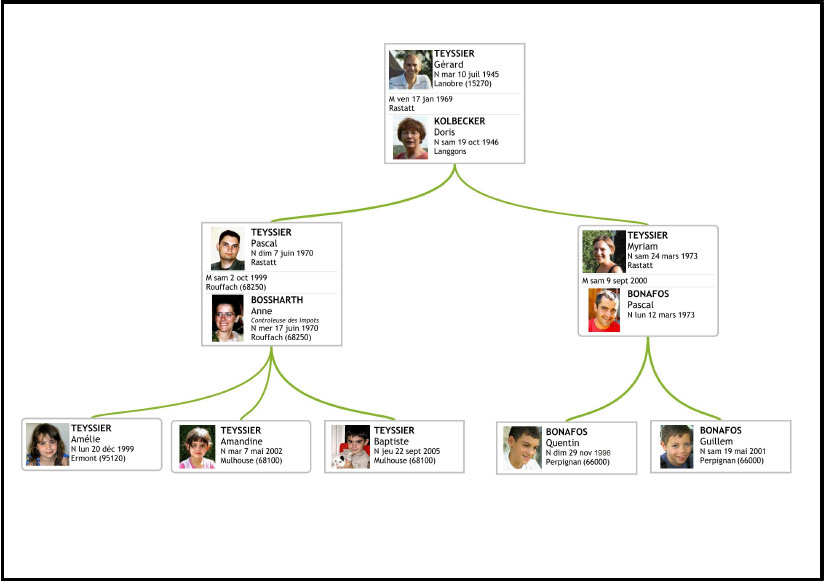 TEYSSIER
Gérard
N mar 10 juil 1945
Lanobre (15270)
M ven 17 jan 1969
Rastatt
KOLBECKER
Doris
N sam 19 oct 1946
Langgons
TEYSSIER
Pascal
N dim 7 juin 1970
Rastatt
M sam 2 oct 1999
Rouffach (68250)
BOSSHARTH
Anne
Controleuse des Impots
N mer 17 juin 1970
Rouffach (68250)
TEYSSIER
Myriam
N sam 24 mars 1973
Rastatt
M sam 9 sept 2000
BONAFOS
Pascal
N lun 12 mars 1973
TEYSSIER
Amélie
N lun 20 déc 1999
Ermont (95120)
TEYSSIER
Amandine
N mar 7 mai 2002
Mulhouse (68100)
TEYSSIER
Baptiste
N jeu 22 sept 2005
Mulhouse (68100)
BONAFOS
Quentin
N dim 29 nov 1996
Perpignan (66000)
BONAFOS
Guillem
N sam 19 mai 2001
Perpignan (66000)